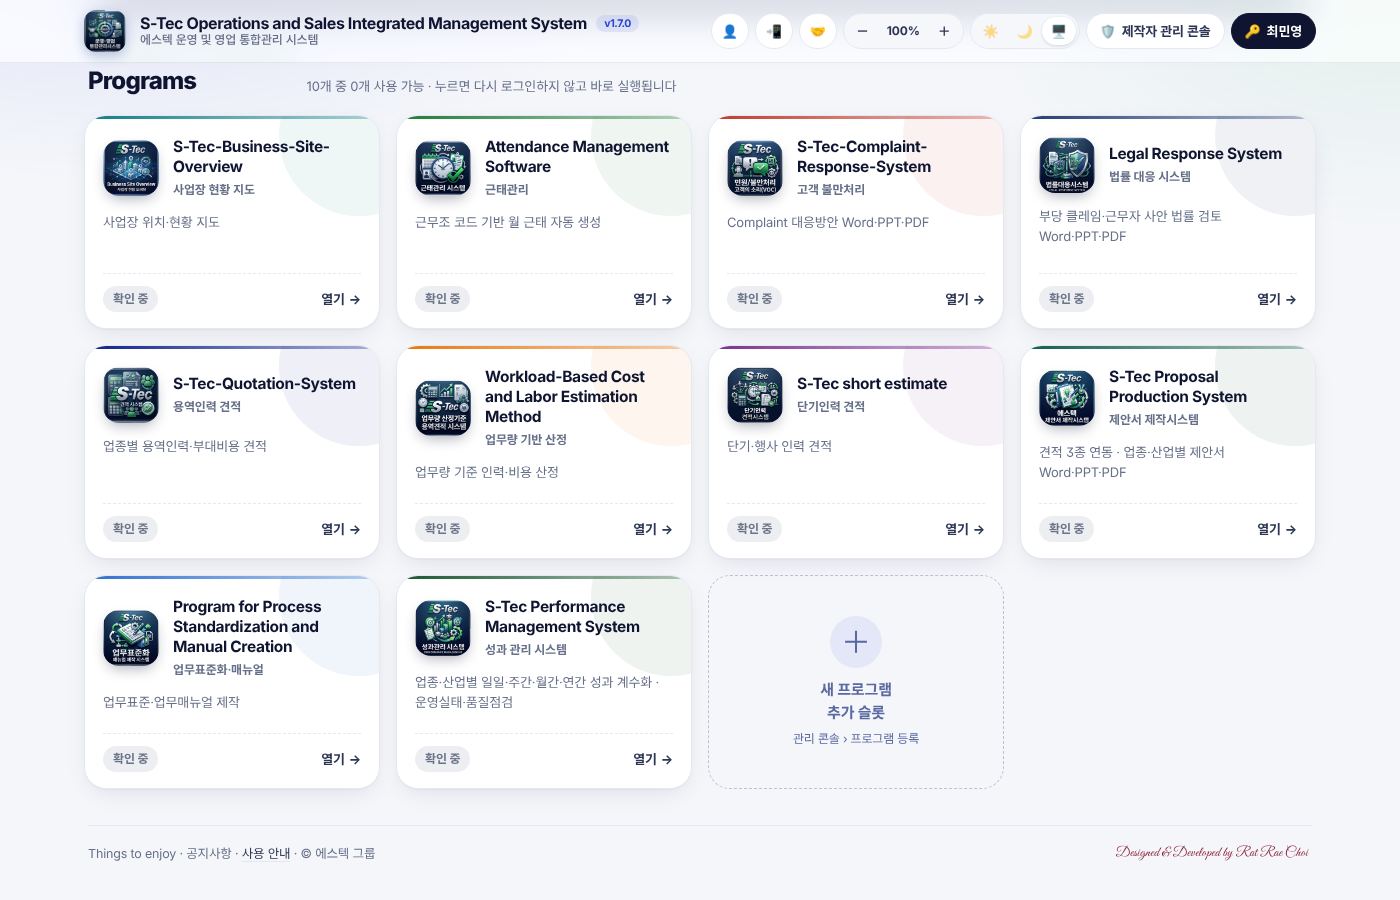 S-Tec Operations and Sales Integrated Management System v1.7.0
에스텍 운영 및 영업 통합관리 시스템
100%
제작자 관리 콘솔
최민영
Programs
10개 중 0개 사용 가능 · 누르면 다시 로그인하지 않고 바로 실행됩니다
S-Tec-Business-Site-
Overview
사업장 현황 지도
사업장 위치·현황 지도
확인 중
열기 →
Attendance Management
Software
근태관리
근무조 코드 기반 월 근태 자동 생성
확인 중
열기 →
S-Tec-Complaint-
Response-System
고객 불만처리
Complaint 대응방안 Word·PPT·PDF
확인 중
열기 →
Legal Response System
법률 대응 시스템
부당 클레임·근무자 사안 법률 검토
Word·PPT·PDF
확인 중
열기 →
S-Tec-Quotation-System
용역인력 견적
업종별 용역인력·부대비용 견적
확인 중
열기 →
Workload-Based Cost
and Labor Estimation
Method
업무량 기반 산정
업무량 기준 인력·비용 산정
확인 중
열기 →
S-Tec short estimate
단기인력 견적
단기·행사 인력 견적
확인 중
열기 →
S-Tec Proposal
Production System
제안서 제작시스템
견적 3종 연동 · 업종·산업별 제안서
Word·PPT·PDF
확인 중
열기 →
Program for Process
Standardization and
Manual Creation
업무표준화·매뉴얼
업무표준·업무매뉴얼 제작
확인 중
열기 →
S-Tec Performance
Management System
성과 관리 시스템
업종·산업별 일일·주간·월간·연간 성과 계수화 ·
운영실태·품질점검
확인 중
열기 →
새 프로그램
추가 슬롯
관리 콘솔 › 프로그램 등록
Things to enjoy · 공지사항 · 사용 안내 · © 에스텍 그룹
Designed & Developed by Rat Rae Choi